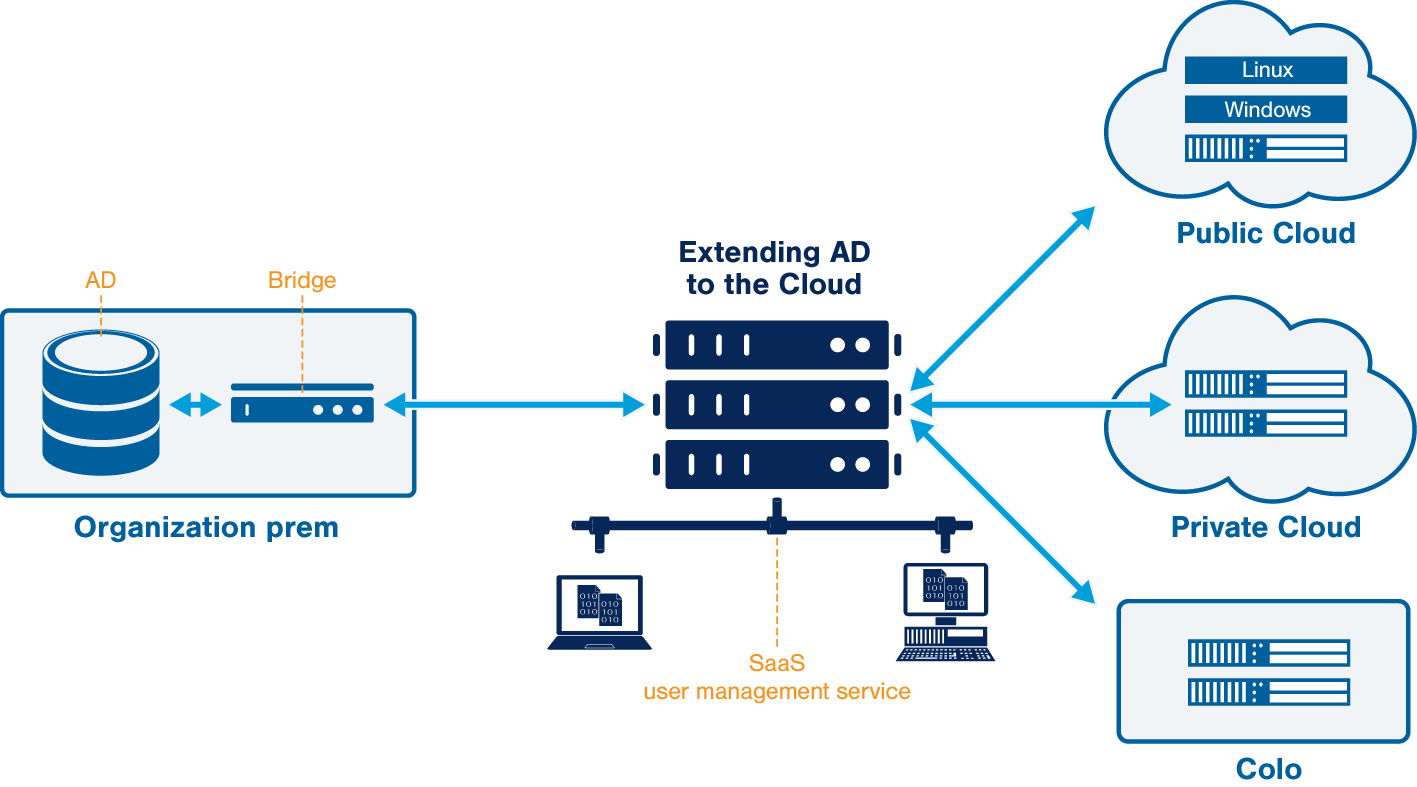 Linux
Windows
Public Cloud
Extending AD
to the Cloud
AD
Bridge
Organization prem
Private Cloud
010
101
010
010
101
010
010
101
010
010
101
010
SaaS
user management service
Colo